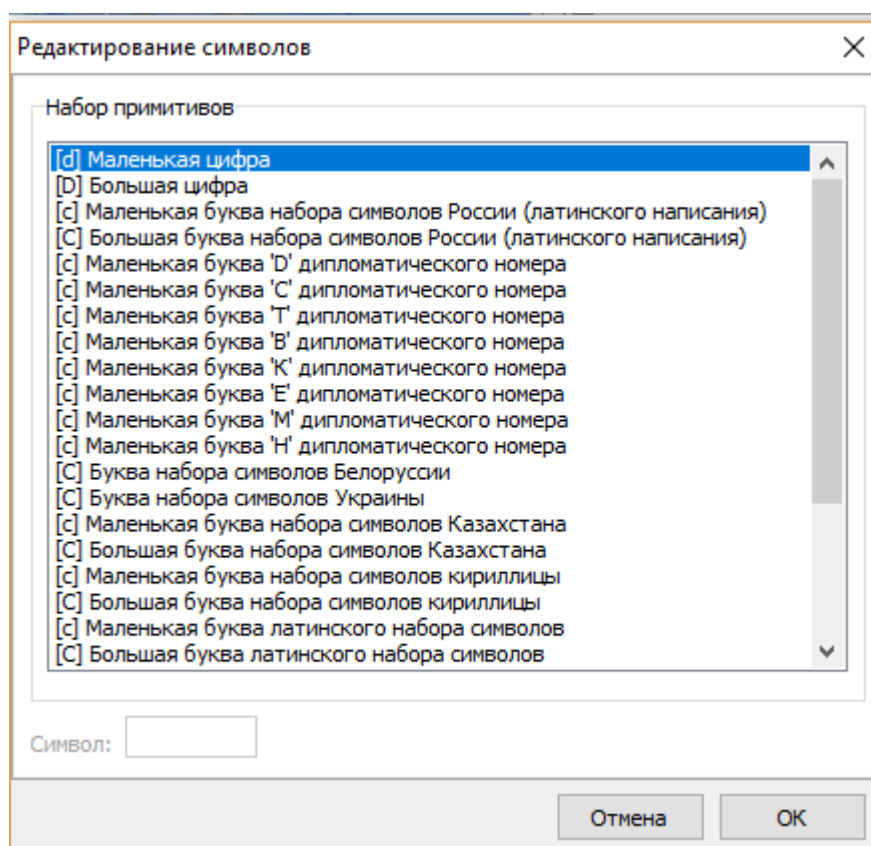 Редактирование символов
Набор примитивов
[d] Маленькая цифра
[D] Большая цифра
[c] Маленькая буква набора символов России (латинского написания)
[C] Большая буква набора символов России (латинского написания)
[c] Маленькая буква 'D' дипломатического номера
[c] Маленькая буква 'C' дипломатического номера
[c] Маленькая буква 'T' дипломатического номера
[c] Маленькая буква 'B' дипломатического номера
[c] Маленькая буква 'K' дипломатического номера
[c] Маленькая буква 'E' дипломатического номера
[c] Маленькая буква 'M' дипломатического номера
[c] Маленькая буква 'H' дипломатического номера
[C] Буква набора символов Белоруссии
[C] Буква набора символов Украины
[c] Маленькая буква набора символов Казахстана
[C] Большая буква набора символов Казахстана
[c] Маленькая буква набора символов кириллицы
[C] Большая буква набора символов кириллицы
[c] Маленькая буква латинского набора символов
[C] Большая буква латинского набора символов
Символ:
Отмена
ОК